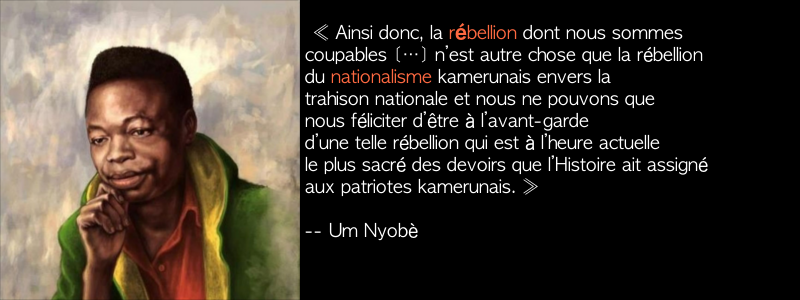 ≪ Ainsi donc, la rébellion dont nous sommes
coupables […] n'est autre chose que la rébellion
du nationalisme kamerunais envers la
trahison nationale et nous ne pouvons que
nous féliciter d'être à l'avant-garde
d'une telle rébellion qui est à l'heure actuelle
le plus sacré des devoirs que l'Histoire ait assigné
aux patriotes kamerunais. ≫
-- Um Nyobè